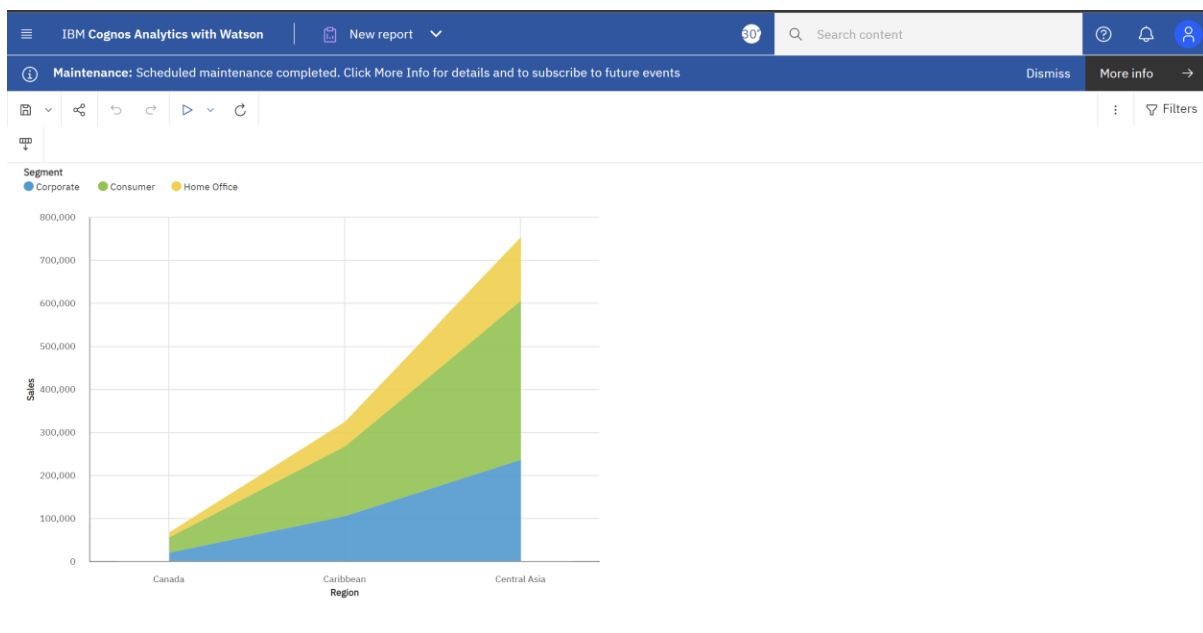 IBM Cognos Analytics with Watson
New report
30
Search content
Maintenance: Scheduled maintenance completed. Click More Info for details and to subscribe to future events
Dismiss
More info
Filters
Segment
Corporate
Consumer
Home Office
800,000
700,000
600,000
500,000
400,000
300,000
200,000
100,000
0
Sales
Canada
Caribbean
Central Asia
Region